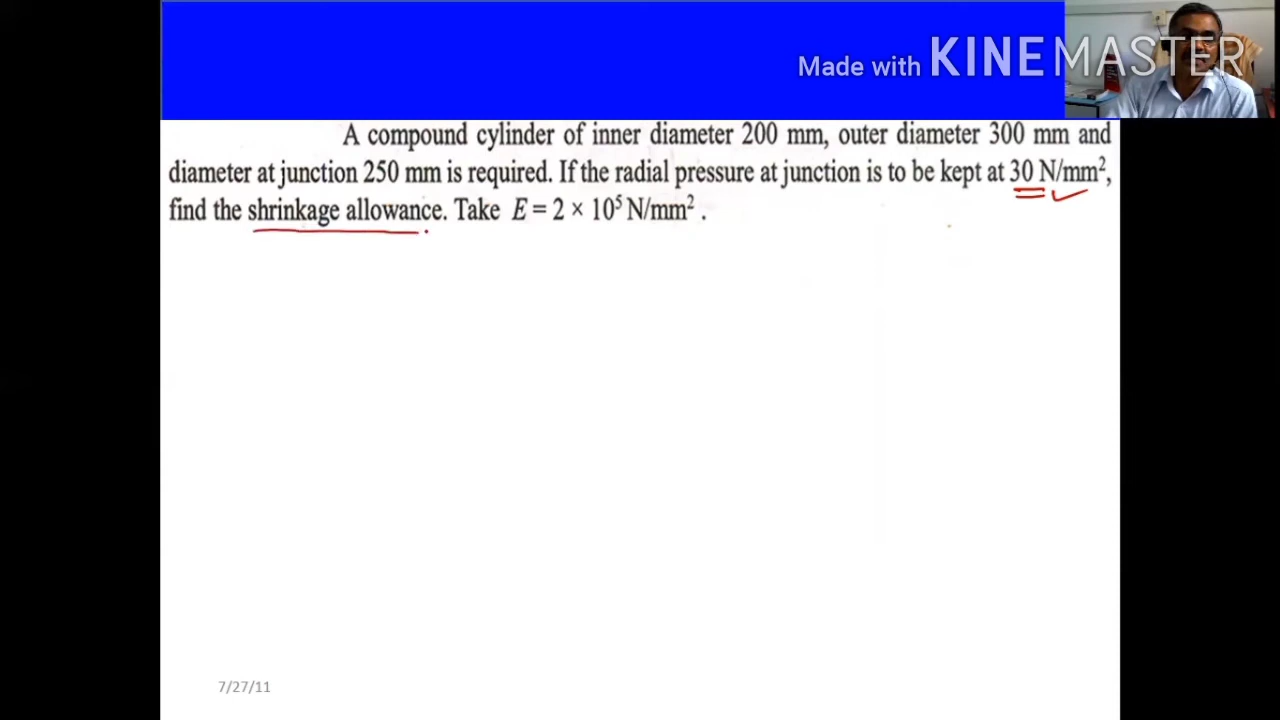 Made with KINEMASTER
A compound cylinder of inner diameter 200 mm, outer diameter 300 mm and
diameter at junction 250 mm is required. If the radial pressure at junction is to be kept at 30 N/mm²,
find the shrinkage allowance. Take E = 2 × 10⁵ N/mm² .
7/27/11